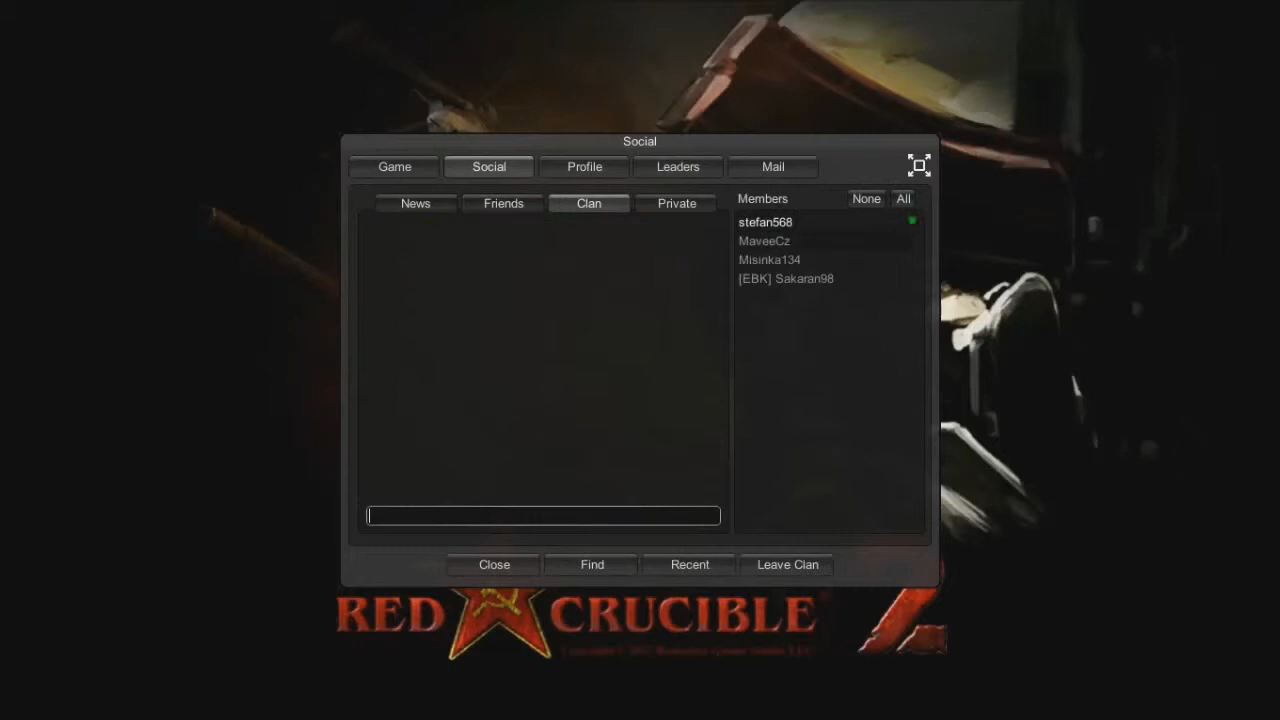 Social
Game Social Profile Leaders Mail
News Friends Clan Private
Members None All
stefan568
MaveeCz
Misinka134
[EBK] Sakaran98
Close Find Recent Leave Clan
RED CRUCIBLE 2